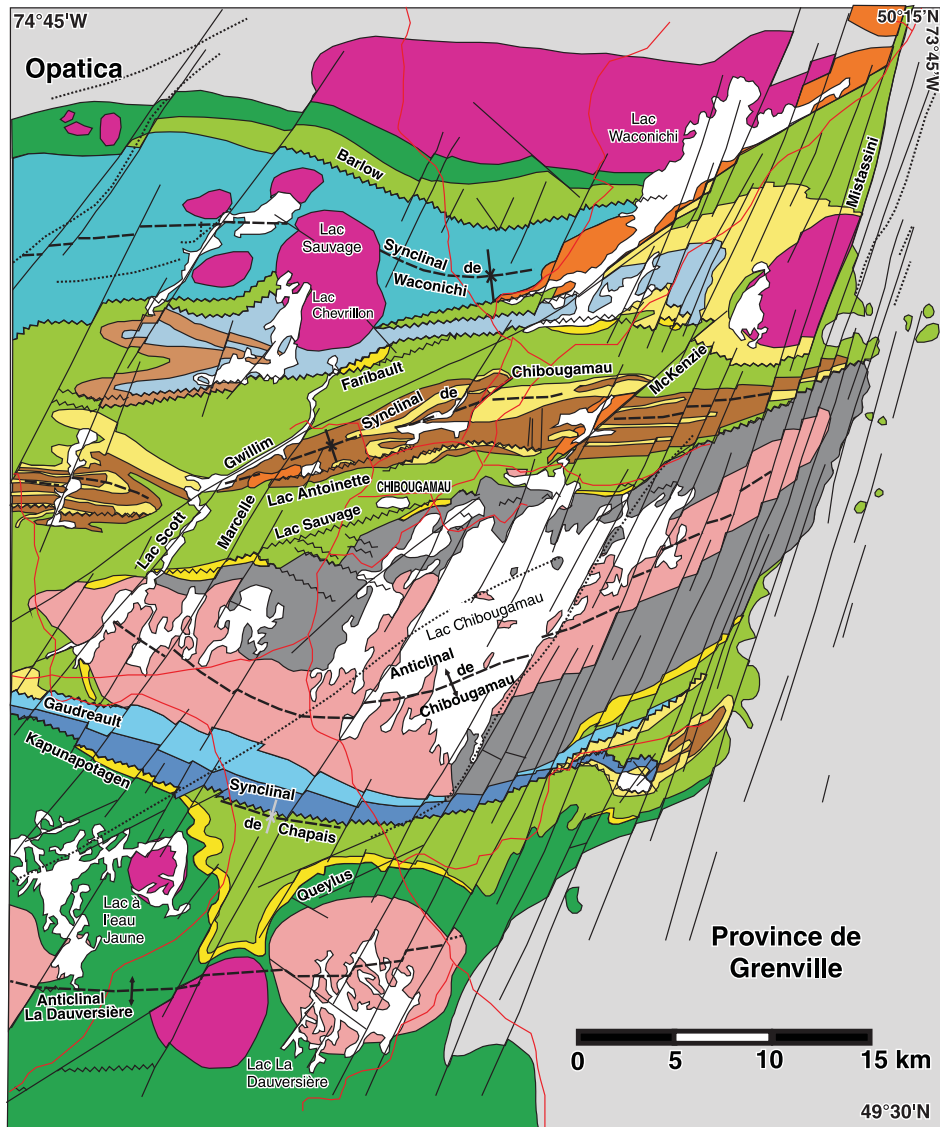 74°45'W
50°15'N
73°45'W
Opatica
Lac
Waconichi
Mistassini
Barlow
Lac
Sauvage
Synclinal de
Waconichi
Lac
Chevrillon
Faribault
Chibougamau
McKenzie
Synclinal de
Gwillim
Lac Antoinette
CHIBOUGAMAU
Marcelle
Lac Sauvage
Lac Scott
Lac Chibougamau
Anticlinal
de
Chibougamau
Gaudreault
Kapunapotagen
Synclinal
de Chapais
Queylus
Lac à
l'eau
Jaune
Province de
Grenville
Anticlinal
La Dauversière
Lac La
Dauversière
0 5 10 15 km
49°30'N